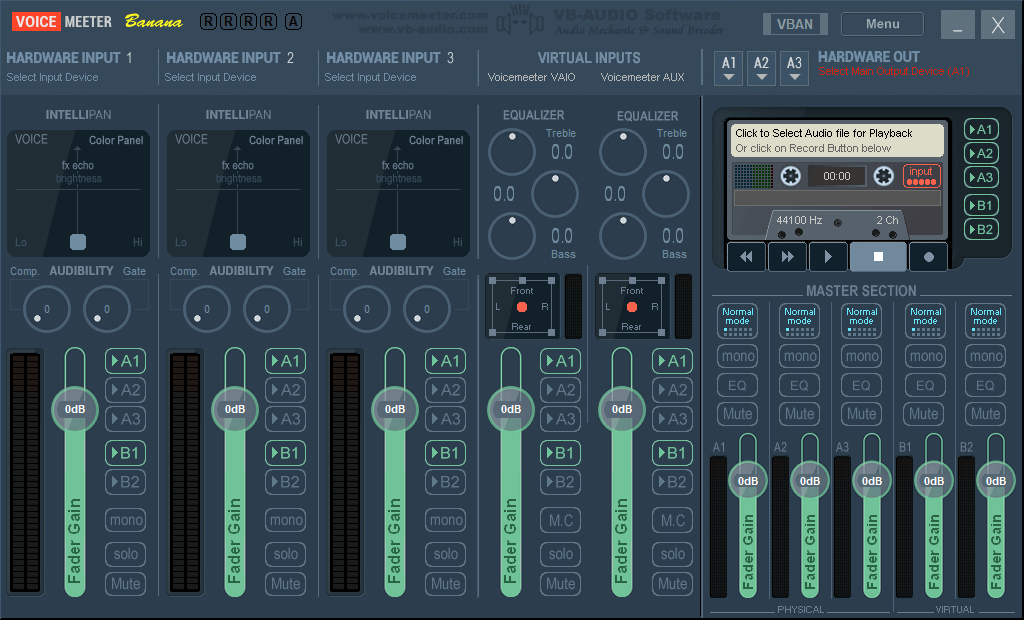 VOICE MEETER Banana R R R R A www.voicemeeter.com VB-AUDIO Software VBAN Menu _ X
www.vb-audio.com Audio Mechanic & Sound Breeder
HARDWARE INPUT 1 HARDWARE INPUT 2 HARDWARE INPUT 3 VIRTUAL INPUTS A1 A2 A3 HARDWARE OUT
Select Input Device Select Input Device Select Input Device Voicemeeter VAIO Voicemeeter AUX Select Main Output Device (A1)
INTELLIPAN INTELLIPAN INTELLIPAN EQUALIZER EQUALIZER
VOICE Color Panel VOICE Color Panel VOICE Color Panel Treble Treble
fx echo fx echo fx echo 0.0 0.0
brightness brightness brightness
0.0 0.0
Lo Hi Lo Hi Lo Hi 0.0 0.0
Bass Bass
Click to Select Audio file for Playback A1
Or click on Record Button below A2
00:00 input A3
B1
44100 Hz 2 Ch B2
Comp. AUDIBILITY Gate Comp. AUDIBILITY Gate Comp. AUDIBILITY Gate
0 0 0 0 0 0
Front Front
L R L R
Rear Rear
MASTER SECTION
Normal mode Normal mode Normal mode Normal mode Normal mode
mono mono mono mono mono
EQ EQ EQ EQ EQ
Mute Mute Mute Mute Mute
A1 A1 A1 A1 A1
A2 A2 A2 A2 A2
0dB 0dB 0dB 0dB 0dB
A3 A3 A3 A3 A3
B1 B1 B1 B1 B1
B2 B2 B2 B2 B2
mono mono mono M.C M.C
solo solo solo solo solo
Mute Mute Mute Mute Mute
Fader Gain Fader Gain Fader Gain Fader Gain Fader Gain
A1 A2 A3 B1 B2
0dB 0dB 0dB 0dB 0dB
Fader Gain Fader Gain Fader Gain Fader Gain Fader Gain
PHYSICAL VIRTUAL